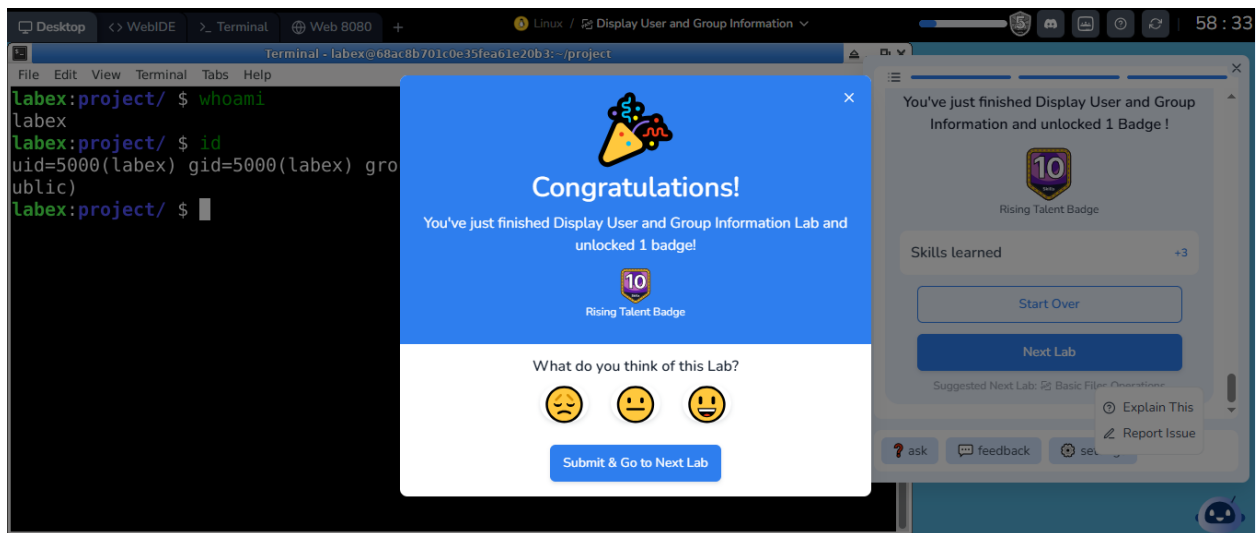 Desktop
<> WebIDE
>_ Terminal
Web 8080
+
Linux / Display User and Group Information
5
58 : 33
Terminal - labex@68ac8b701c0e35fea61e20b3:~/project
File Edit View Terminal Tabs Help
labex:project/ $ whoami
labex
labex:project/ $ id
uid=5000(labex) gid=5000(labex) gro
ublic)
labex:project/ $
Congratulations!
You've just finished Display User and Group Information Lab and
unlocked 1 badge!
10
Rising Talent Badge
What do you think of this Lab?
Submit & Go to Next Lab
You've just finished Display User and Group
Information and unlocked 1 Badge !
10
Skills
Rising Talent Badge
Skills learned
+3
Start Over
Next Lab
Suggested Next Lab: Basic Files Operations
Explain This
Report Issue
ask
feedback